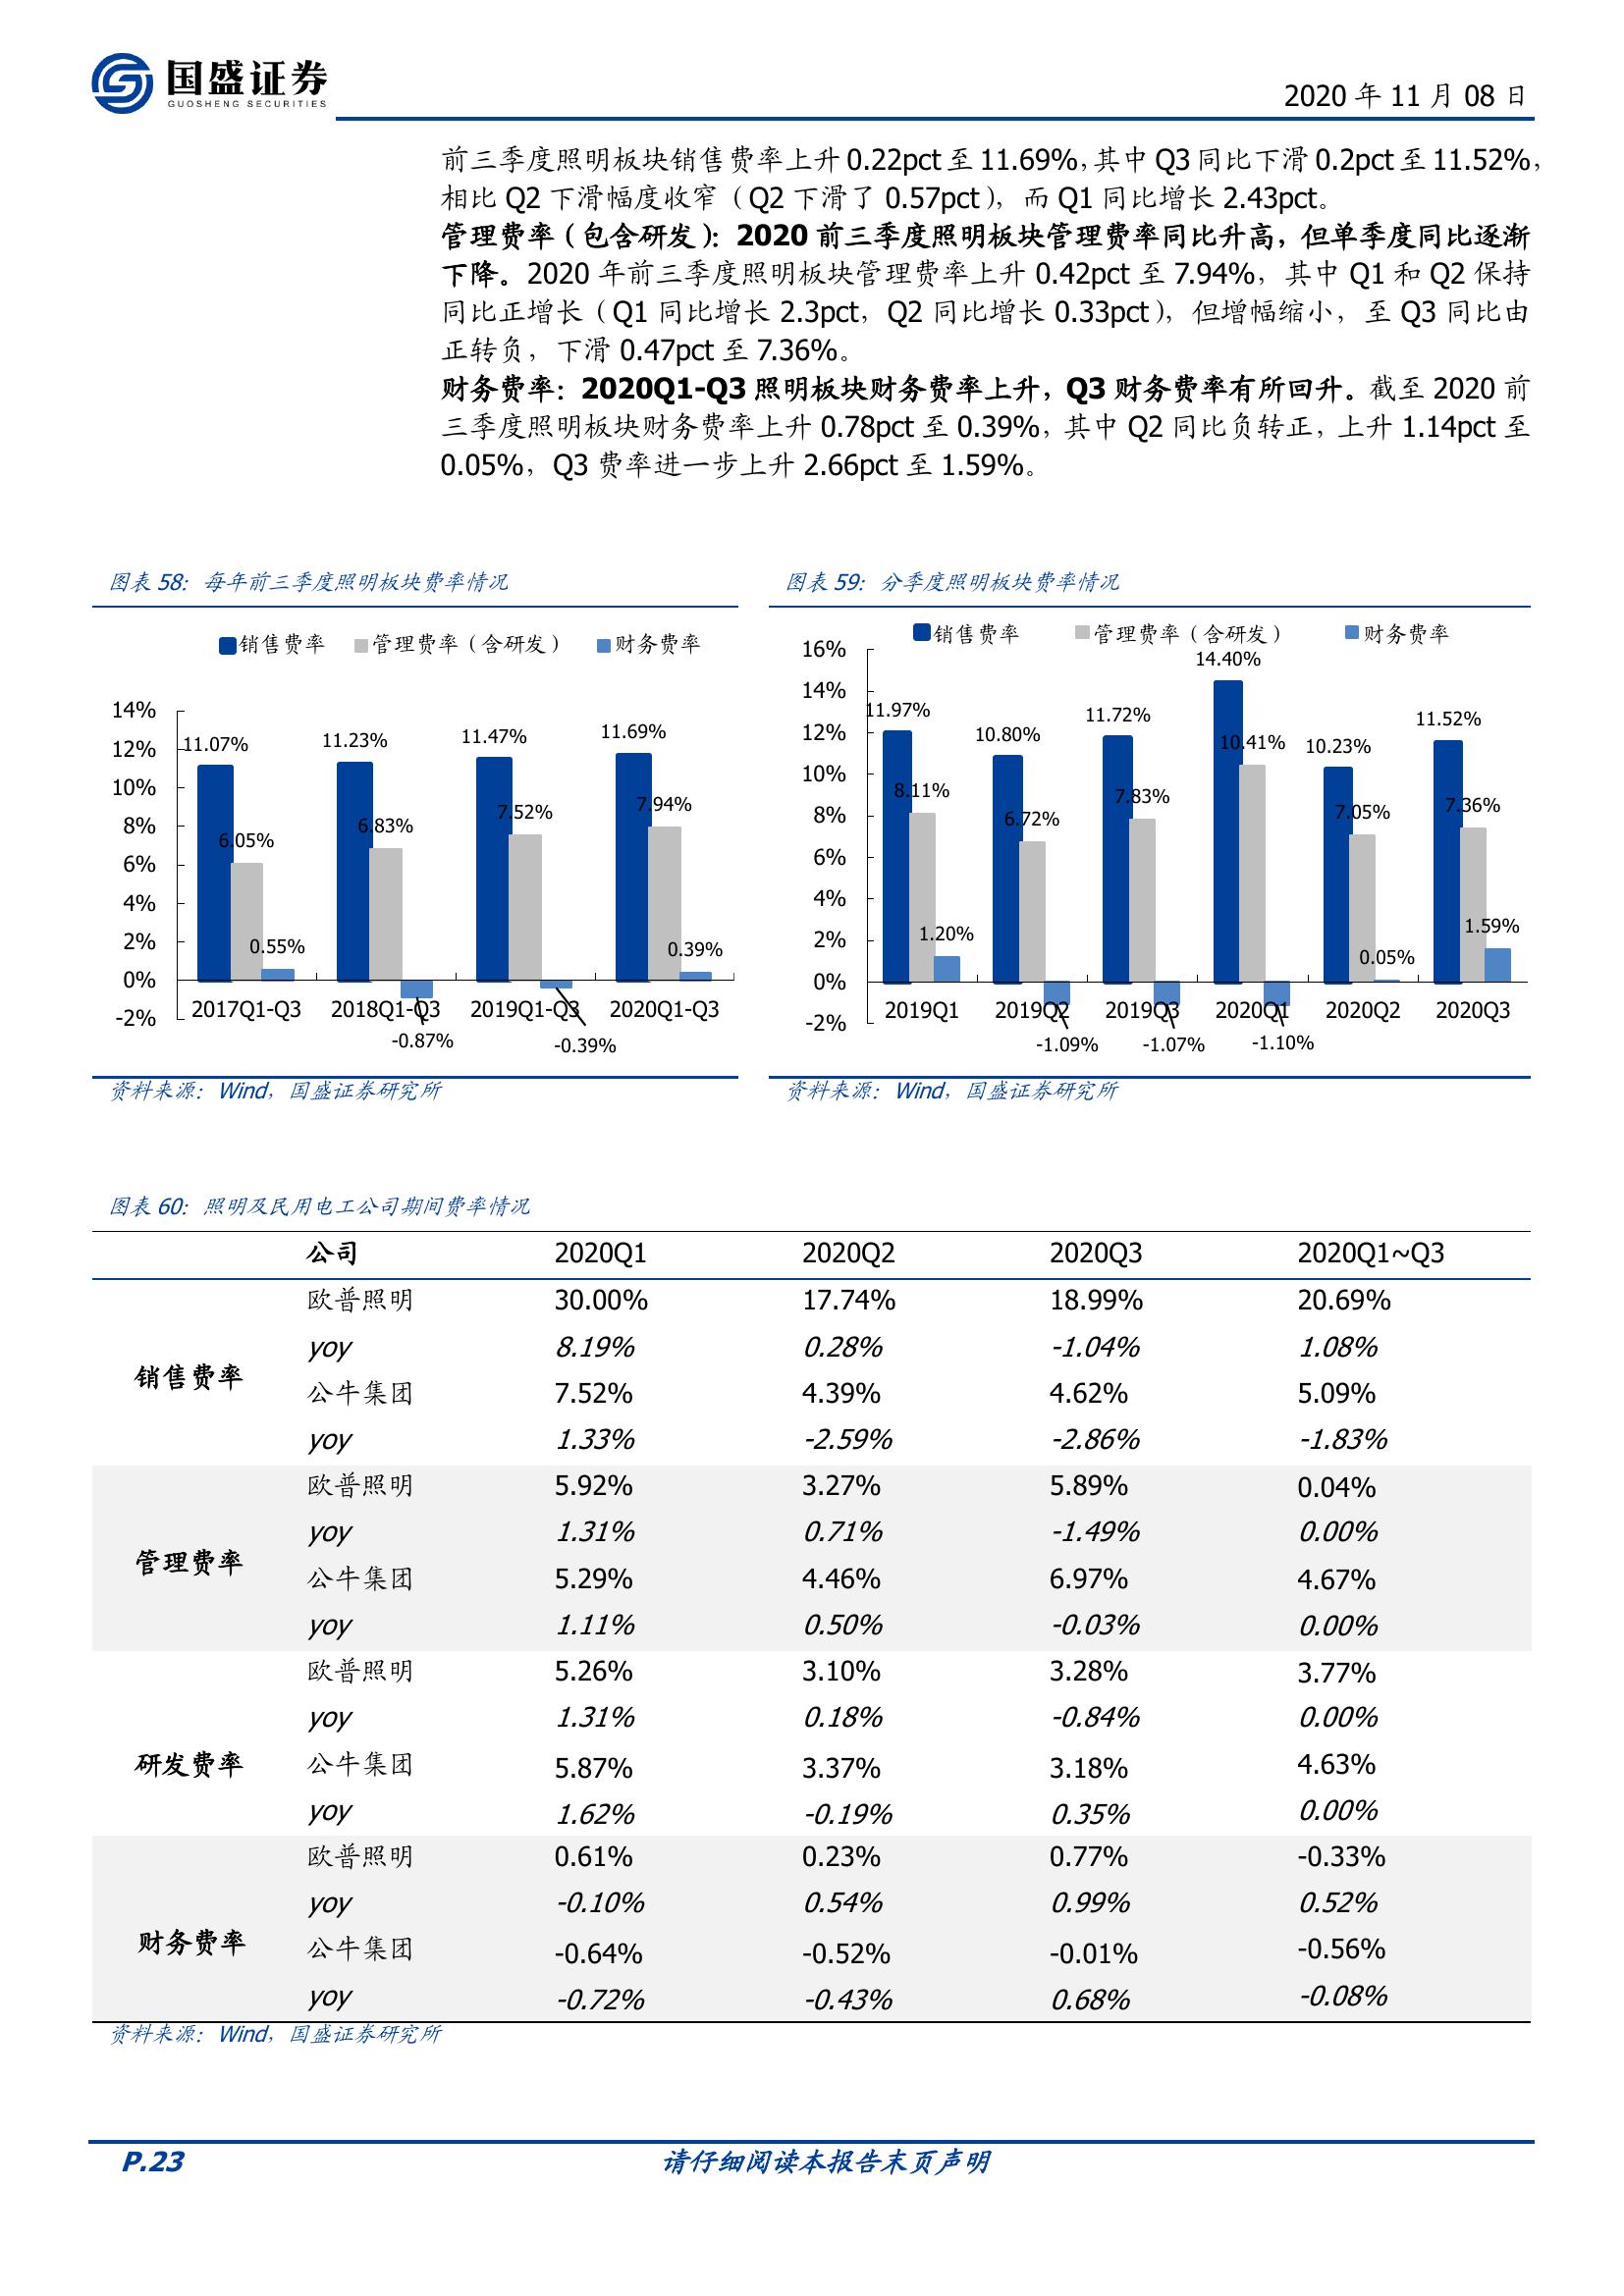 国盛证券
GUOSHENG SECURITIES
2020 年 11 月 08 日
前三季度照明板块销售费率上升 0.22pct 至 11.69%，其中 Q3 同比下滑 0.2pct 至 11.52%，
相比 Q2 下滑幅度收窄（Q2 下滑了 0.57pct），而 Q1 同比增长 2.43pct。
管理费率（包含研发）：2020 前三季度照明板块管理费率同比升高，但单季度同比逐渐
下降。2020 年前三季度照明板块管理费率上升 0.42pct 至 7.94%，其中 Q1 和 Q2 保持
同比正增长（Q1 同比增长 2.3pct，Q2 同比增长 0.33pct），但增幅缩小，至 Q3 同比由
正转负，下滑 0.47pct 至 7.36%。
财务费率：2020Q1-Q3 照明板块财务费率上升，Q3 财务费率有所回升。截至 2020 前
三季度照明板块财务费率上升 0.78pct 至 0.39%，其中 Q2 同比负转正，上升 1.14pct 至
0.05%，Q3 费率进一步上升 2.66pct 至 1.59%。
图表 58：每年前三季度照明板块费率情况
销售费率 管理费率（含研发） 财务费率
14%
12%
10%
8%
6%
4%
2%
0%
-2%
11.07% 11.23% 11.47% 11.69%
6.05% 6.83% 7.52% 7.94%
0.55% -0.87% -0.39% 0.39%
2017Q1-Q3 2018Q1-Q3 2019Q1-Q3 2020Q1-Q3
资料来源：Wind，国盛证券研究所
图表 59：分季度照明板块费率情况
销售费率 管理费率（含研发） 财务费率
16%
14%
12%
10%
8%
6%
4%
2%
0%
-2%
11.97% 10.80% 11.72% 14.40% 10.23% 11.52%
8.11% 6.72% 7.83% 10.41% 7.05% 7.36%
1.20% -1.09% -1.07% -1.10% 0.05% 1.59%
2019Q1 2019Q2 2019Q3 2020Q1 2020Q2 2020Q3
资料来源：Wind，国盛证券研究所
图表 60：照明及民用电工公司期间费率情况
公司 2020Q1 2020Q2 2020Q3 2020Q1~Q3
销售费率
欧普照明 30.00% 17.74% 18.99% 20.69%
yoy 8.19% 0.28% -1.04% 1.08%
公牛集团 7.52% 4.39% 4.62% 5.09%
yoy 1.33% -2.59% -2.86% -1.83%
管理费率
欧普照明 5.92% 3.27% 5.89% 0.04%
yoy 1.31% 0.71% -1.49% 0.00%
公牛集团 5.29% 4.46% 6.97% 4.67%
yoy 1.11% 0.50% -0.03% 0.00%
研发费率
欧普照明 5.26% 3.10% 3.28% 3.77%
yoy 1.31% 0.18% -0.84% 0.00%
公牛集团 5.87% 3.37% 3.18% 4.63%
yoy 1.62% -0.19% 0.35% 0.00%
财务费率
欧普照明 0.61% 0.23% 0.77% -0.33%
yoy -0.10% 0.54% 0.99% 0.52%
公牛集团 -0.64% -0.52% -0.01% -0.56%
yoy -0.72% -0.43% 0.68% -0.08%
资料来源：Wind，国盛证券研究所
P.23 请仔细阅读本报告末页声明